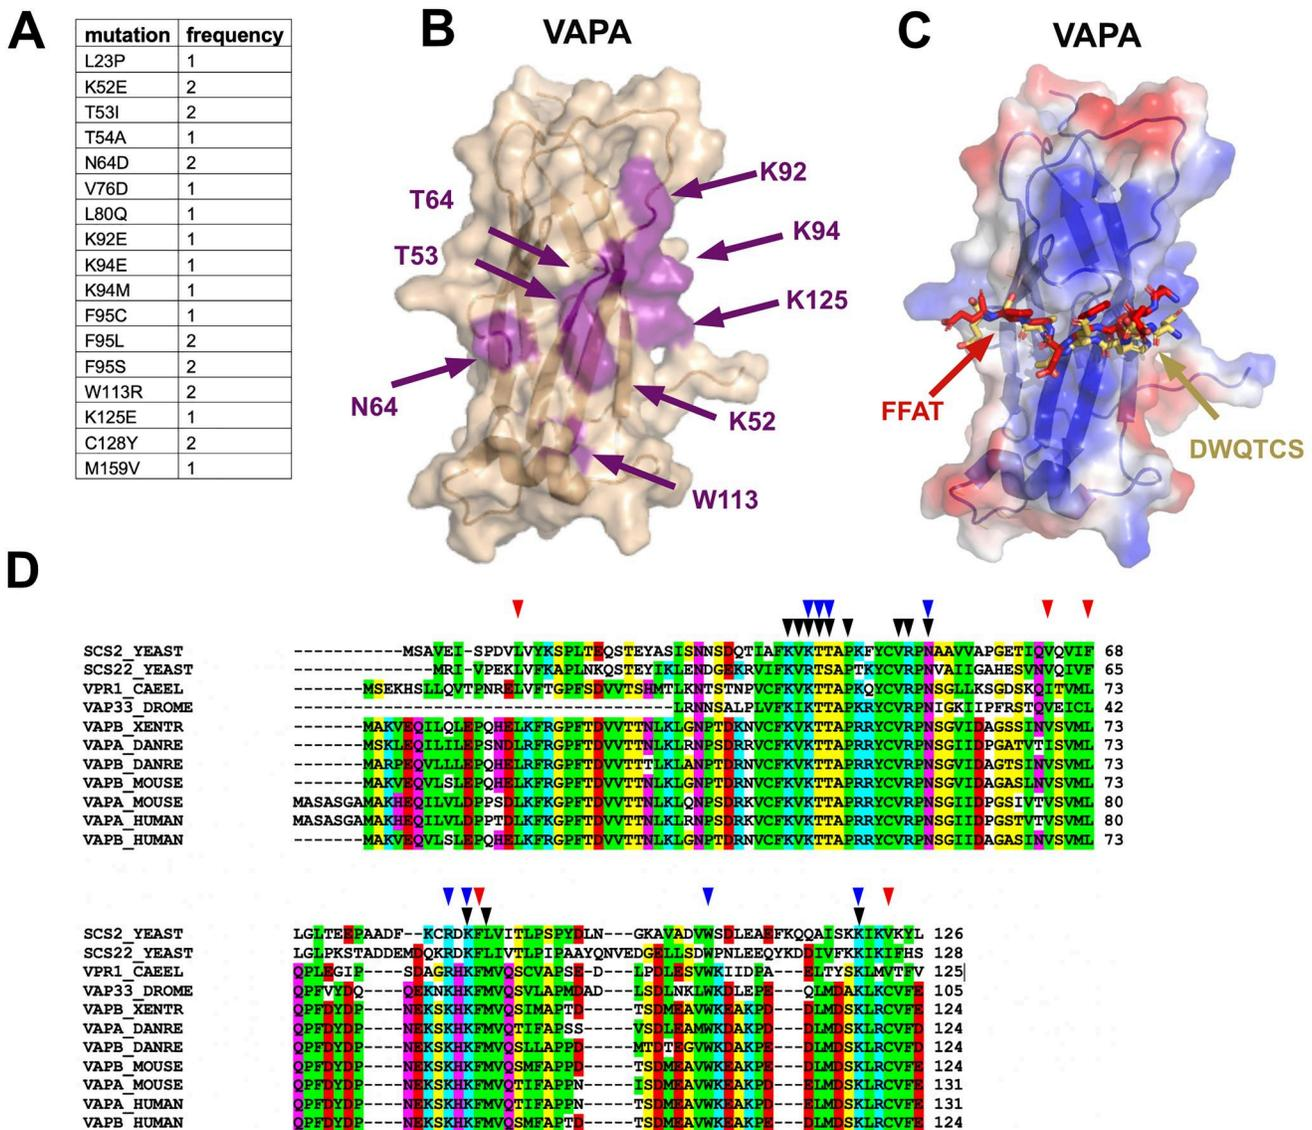 A
mutation frequency
L23P 1
K52E 2
T53I 2
T54A 1
N64D 2
V76D 1
L80Q 1
K92E 1
K94E 1
K94M 1
F95C 1
F95L 2
F95S 2
W113R 2
K125E 1
C128Y 2
M159V 1
B
VAPA
K92
T64
K94
T53
K125
N64
K52
W113
C
VAPA
FFAT
DWQTCS
D
SCS2_YEAST -----------MSAVEI-SPDVLVYKSPLTEQSTEYASISNNSDQTIAFKVKTTAPKFYCVRPNAAVVAPGETIQVQVIF 68
SCS22_YEAST --------------MRI-VPEKLVFKAPLNKQSTEYIKLENDGEKRVIFKVRTSAPTKYCVRPNVAIIGAHESVNVQIVF 65
VPR1_CAEEL -------MSEKHSLLQVTPNRELVFTGPFSDVVTSHMTLKNTSTNPVCFKVKTTAPKQYCVRPNSGLLKSGDSKQITVML 73
VAP33_DROME --------------------------------------LRNNSALPLVFKVKTTAPRRYCVRPNIGKIIPFRSTQVEICL 42
VAPB_XENTR -------MAKVEQILQLEPQHELKFRGPFTDVVTTNLKLGNPTDKNVCFKVKTTAPRRYCVRPNSGIIDAGSSINVSVML 73
VAPA_DANRE -------MSKLEQILILEPSNDLRFRGPFTDVVTTNLKLRNPSDRRVCFKVKTTAPRRYCVRPNSGIIDPGATVTISVML 73
VAPB_DANRE -------MARPEQVLLLEPQHELKFRGPFTDVVTTTLKLANPTDRNVCFKVKTTAPRRYCVRPNSGIIDAGTSINVSVML 73
VAPB_MOUSE -------MAKVEQVLSLEPQHELKFRGPFTDVVTTNLKLGNPTDRNVCFKVKTTAPRRYCVRPNSGVIDAGASLNVSVML 73
VAPA_MOUSE MASASGAMAKHEQILVLDPPSDLKFKGPFTDVVTTNLKLQNPSDRKVCFKVKTTAPRRYCVRPNSGIIDPGSIVTVSVML 80
VAPA_HUMAN MASASGAMAKHEQILVLDPPTDLKFKGPFTDVVTTNLKLRNPSDRKVCFKVKTTAPRRYCVRPNSGIIDPGSTVTVSVML 80
VAPB_HUMAN -------MAKVEQVLSLEPQHELKFRGPFTDVVTTNLKLGNPTDRNVCFKVKTTAPRRYCVRPNSGIIDAGASINVSVML 73
SCS2_YEAST LGLTEEPAADF--KCRDKFLVITLPSPYDLN---GKAVADVWSDLEAEFKQQAISKKIKVKYL 126
SCS22_YEAST LGLPKSTADDEMDQKRDKFLIVTLPIPAAYQNVEDGELLSDWPNLEEQYKDDIVFKKIKIFHS 128
VPR1_CAEEL QPLEGIP----SDAGRHKFMVQSCVAPSE-D---LPDLESVWKIIDPA--ELTYSKLMVTFV 125
VAP33_DROME QPFVYDQ----QEKNKHKFMVQSVLAPMDAD---LSDLNKLWKDLEPE---QLMDAKLKCVFE 105
VAPB_XENTR QPFDYDP----NEKSKHKFMVQSIMAPTD-----TSDMEAVWKEAKPD---DLMDSKLRCVFE 124
VAPA_DANRE QPFDYDP----NEKSKHKFMVQTIFAPSS-----VSDLEAMWKDAKPD---DLMDSKLRCVFE 124
VAPB_DANRE QPFDYDP----NEKSKHKFMVQSLLAPPD-----MTDTEGVWKDAKPE---DLMDSKLRCVFE 124
VAPB_MOUSE QPFDYDP----NEKSKHKFMVQSMFAPPD-----TSDMEAVWKEAKPE---DLMDSKLRCVFE 124
VAPA_MOUSE QPFDYDP----NEKSKHKFMVQTIFAPPN-----ISDMEAVWKEAKPD---ELMDSKLRCVFE 131
VAPA_HUMAN QPFDYDP----NEKSKHKFMVQTIFAPPN-----TSDMEAVWKEAKPD---ELMDSKLRCVFE 131
VAPB_HUMAN QPFDYDP----NEKSKHKFMVQSMFAPTD-----TSDMEAVWKEAKPE---DLMDSKLRCVFE 124